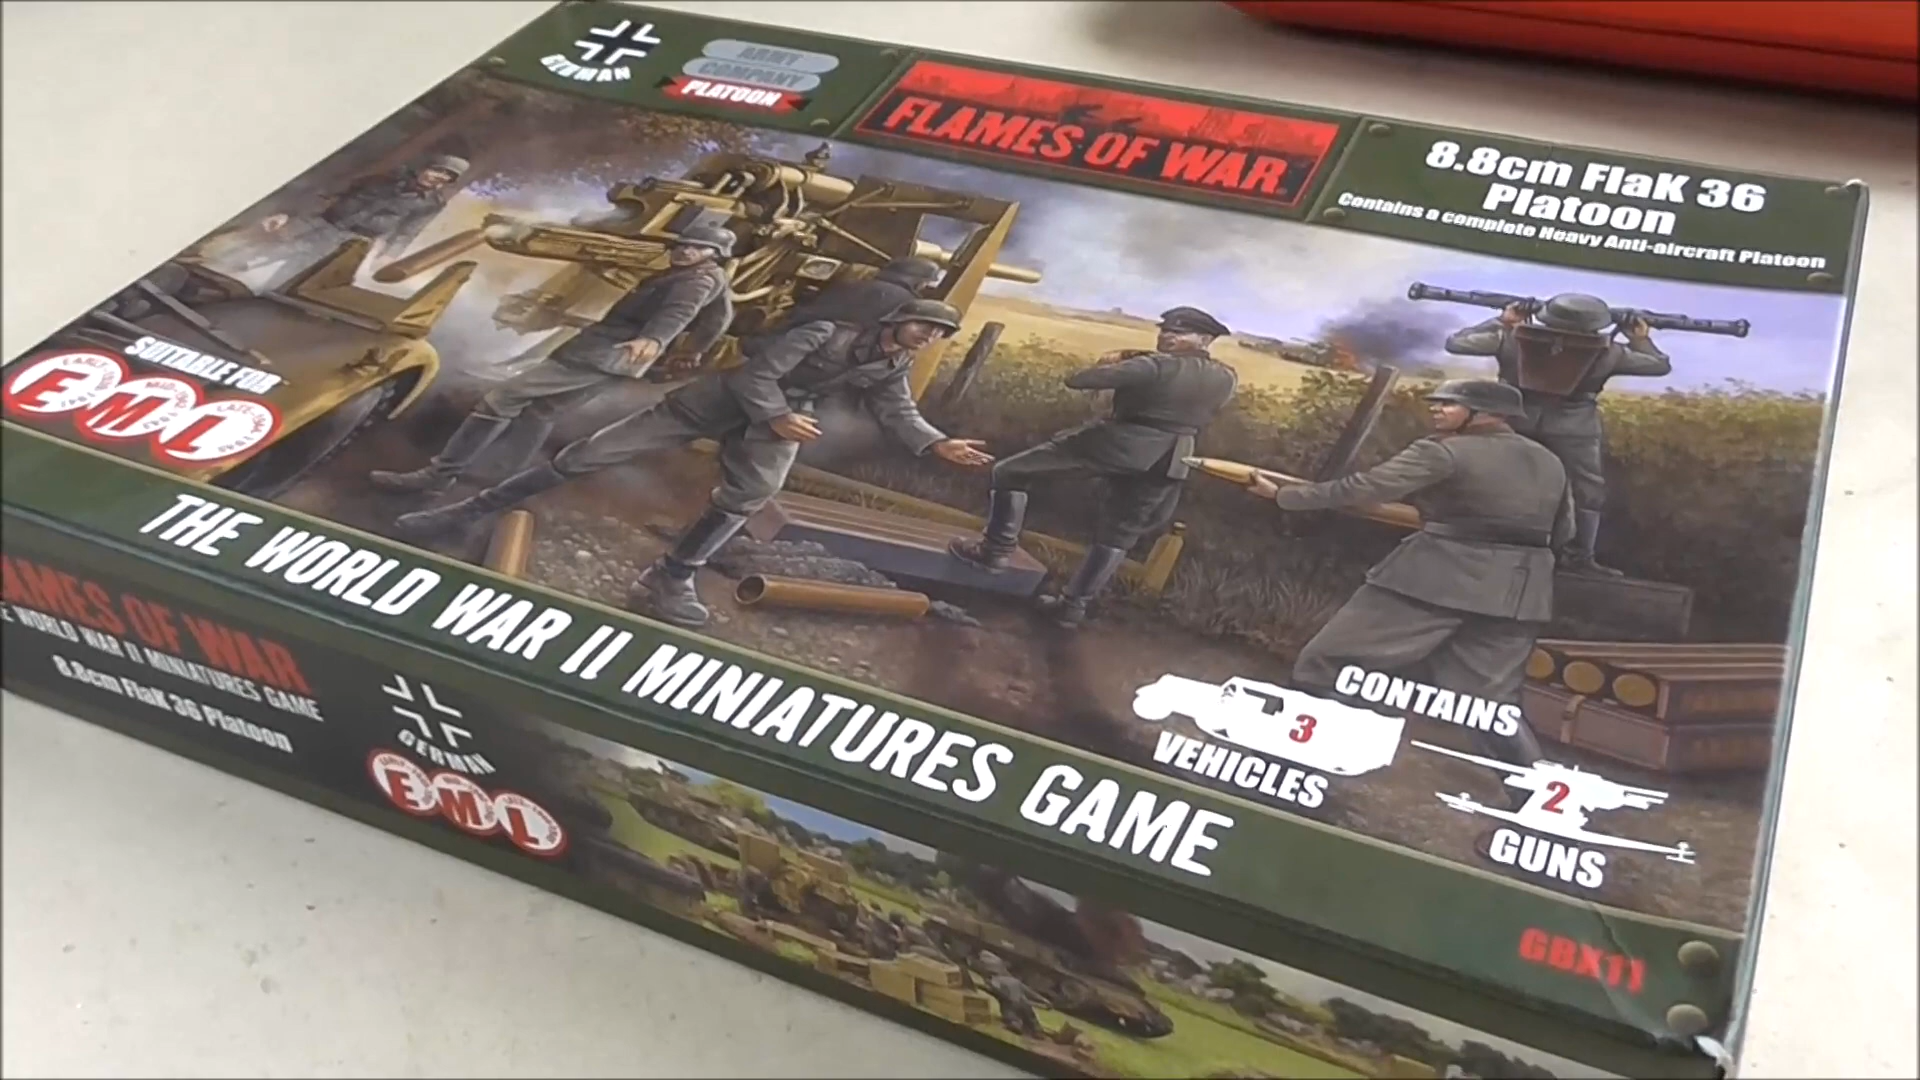 GERMAN
ARMY
COMPANY
PLATOON
FLAMES OF WAR
8.8cm FlaK 36
Platoon
Contains a complete Heavy Anti-aircraft Platoon
SUITABLE FOR
E M L
THE WORLD WAR II MINIATURES GAME
CONTAINS
3
VEHICLES
2
GUNS
GBX11
OF WAR
WORLD WAR II MINIATURES GAME
8.8cm FlaK 36 Platoon
GERMAN
E M L